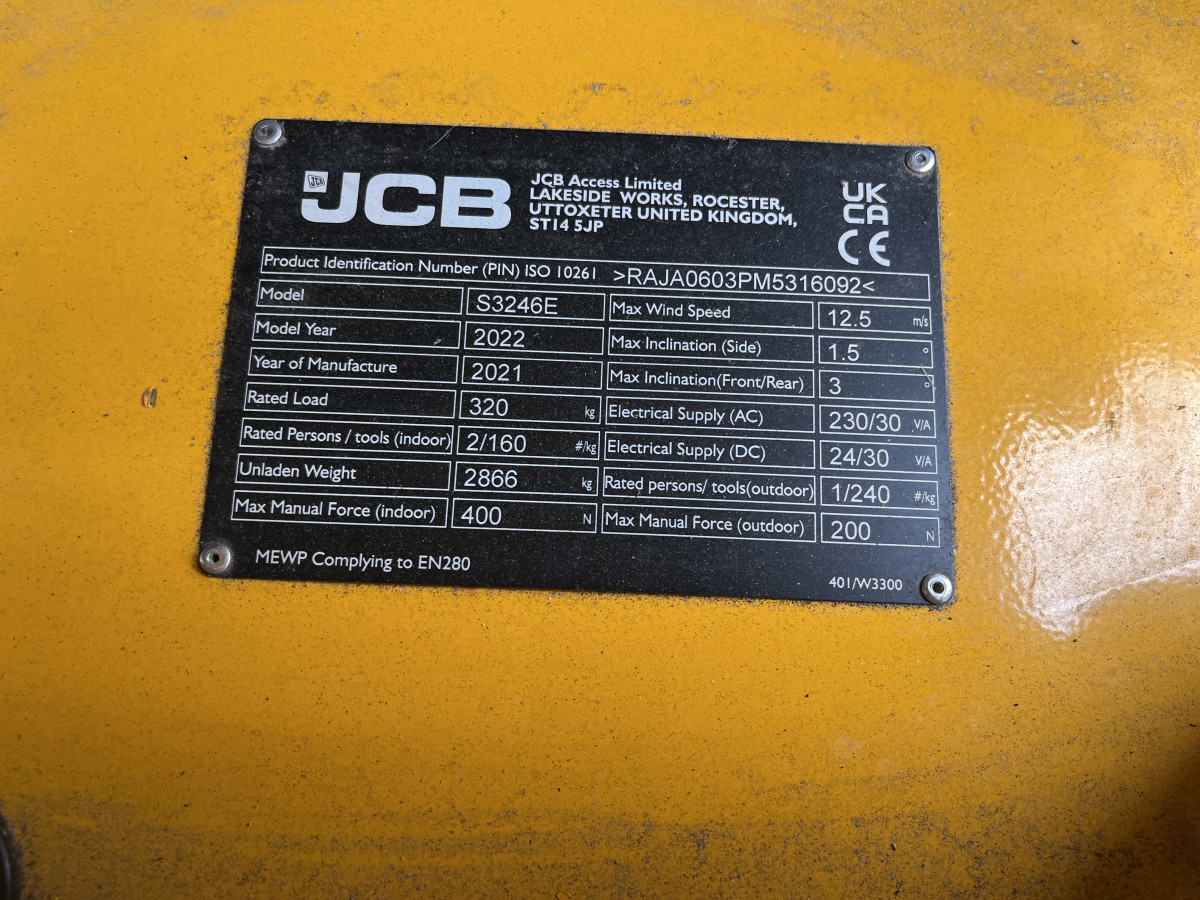 JCB
JCB
JCB Access Limited
LAKESIDE WORKS, ROCESTER,
UTTOXETER UNITED KINGDOM,
ST14 5JP
UK
CA
CE
Product Identification Number (PIN) ISO 10261 >RAJA0603PM5316092<
Model S3246E Max Wind Speed 12.5 m/s
Model Year 2022 Max Inclination (Side) 1.5 °
Year of Manufacture 2021 Max Inclination(Front/Rear) 3 °
Rated Load 320 kg Electrical Supply (AC) 230/30 V/A
Rated Persons / tools (indoor) 2/160 #/kg Electrical Supply (DC) 24/30 V/A
Unladen Weight 2866 kg Rated persons/ tools(outdoor) 1/240 #/kg
Max Manual Force (indoor) 400 N Max Manual Force (outdoor) 200 N
MEWP Complying to EN280
401/W3300